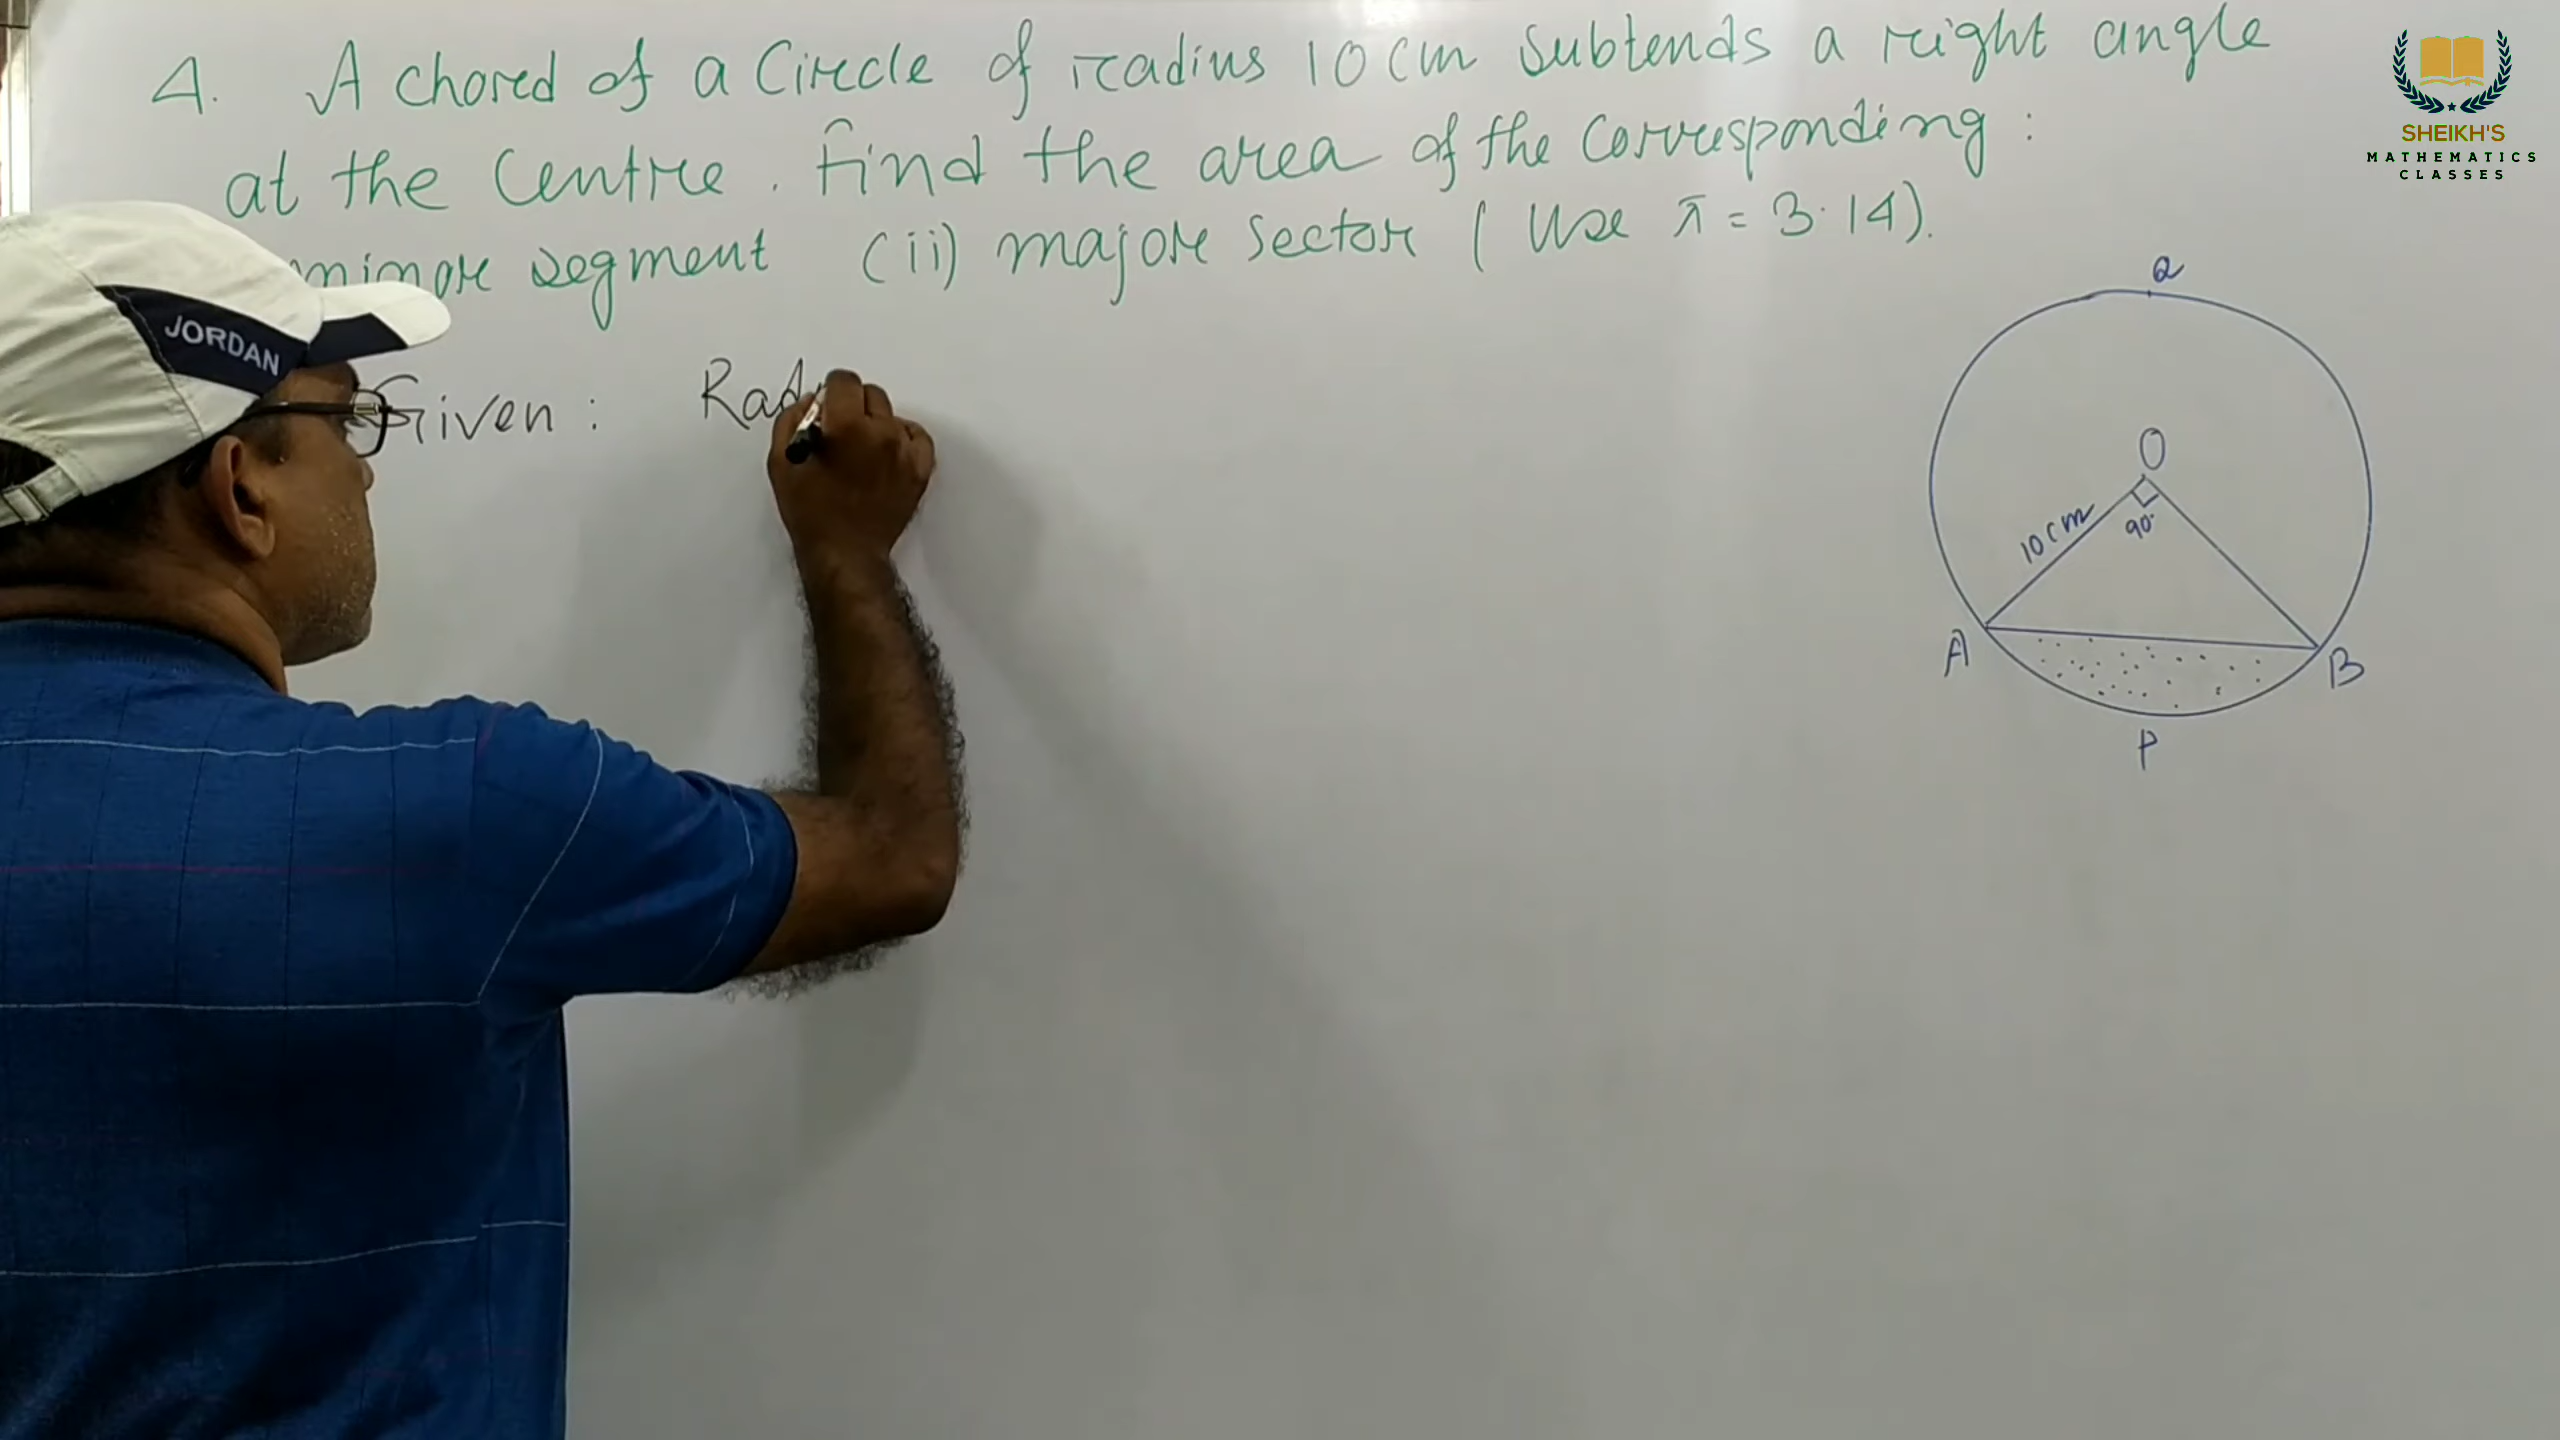 4. A chord of a Circle of radius 10 cm subtends a right angle
at the Centre. Find the area of the Corresponding :
minor segment (ii) major sector ( Use π = 3.14).
Given : Rad
Q
O
90°
10 cm
A
B
P
JORDAN
SHEIKH'S
MATHEMATICS
CLASSES